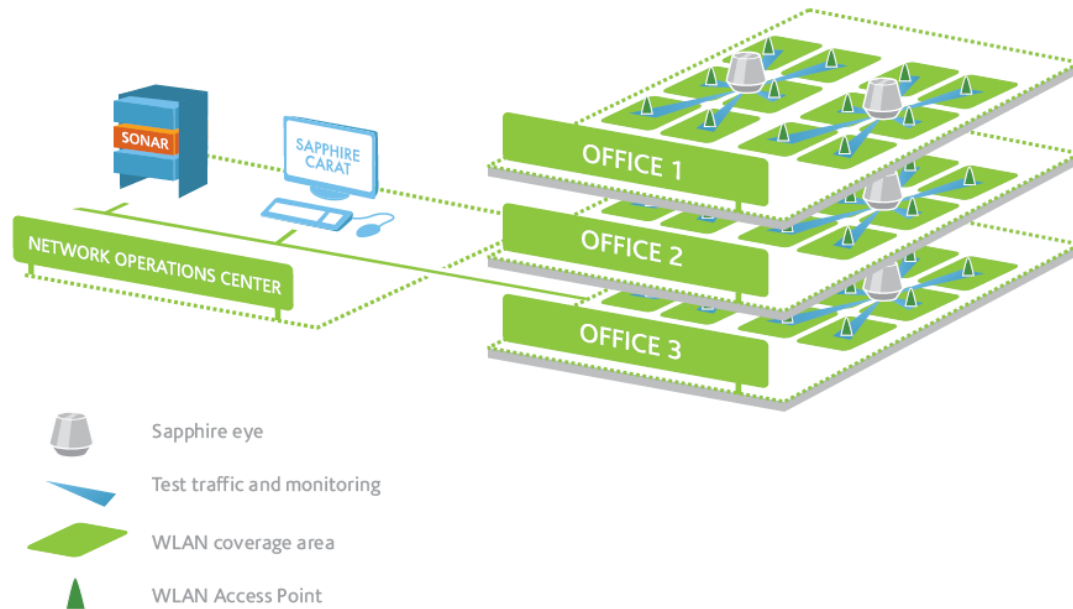 SONAR
SAPPHIRE
CARAT
NETWORK OPERATIONS CENTER
OFFICE 1
OFFICE 2
OFFICE 3
Sapphire eye
Test traffic and monitoring
WLAN coverage area
WLAN Access Point